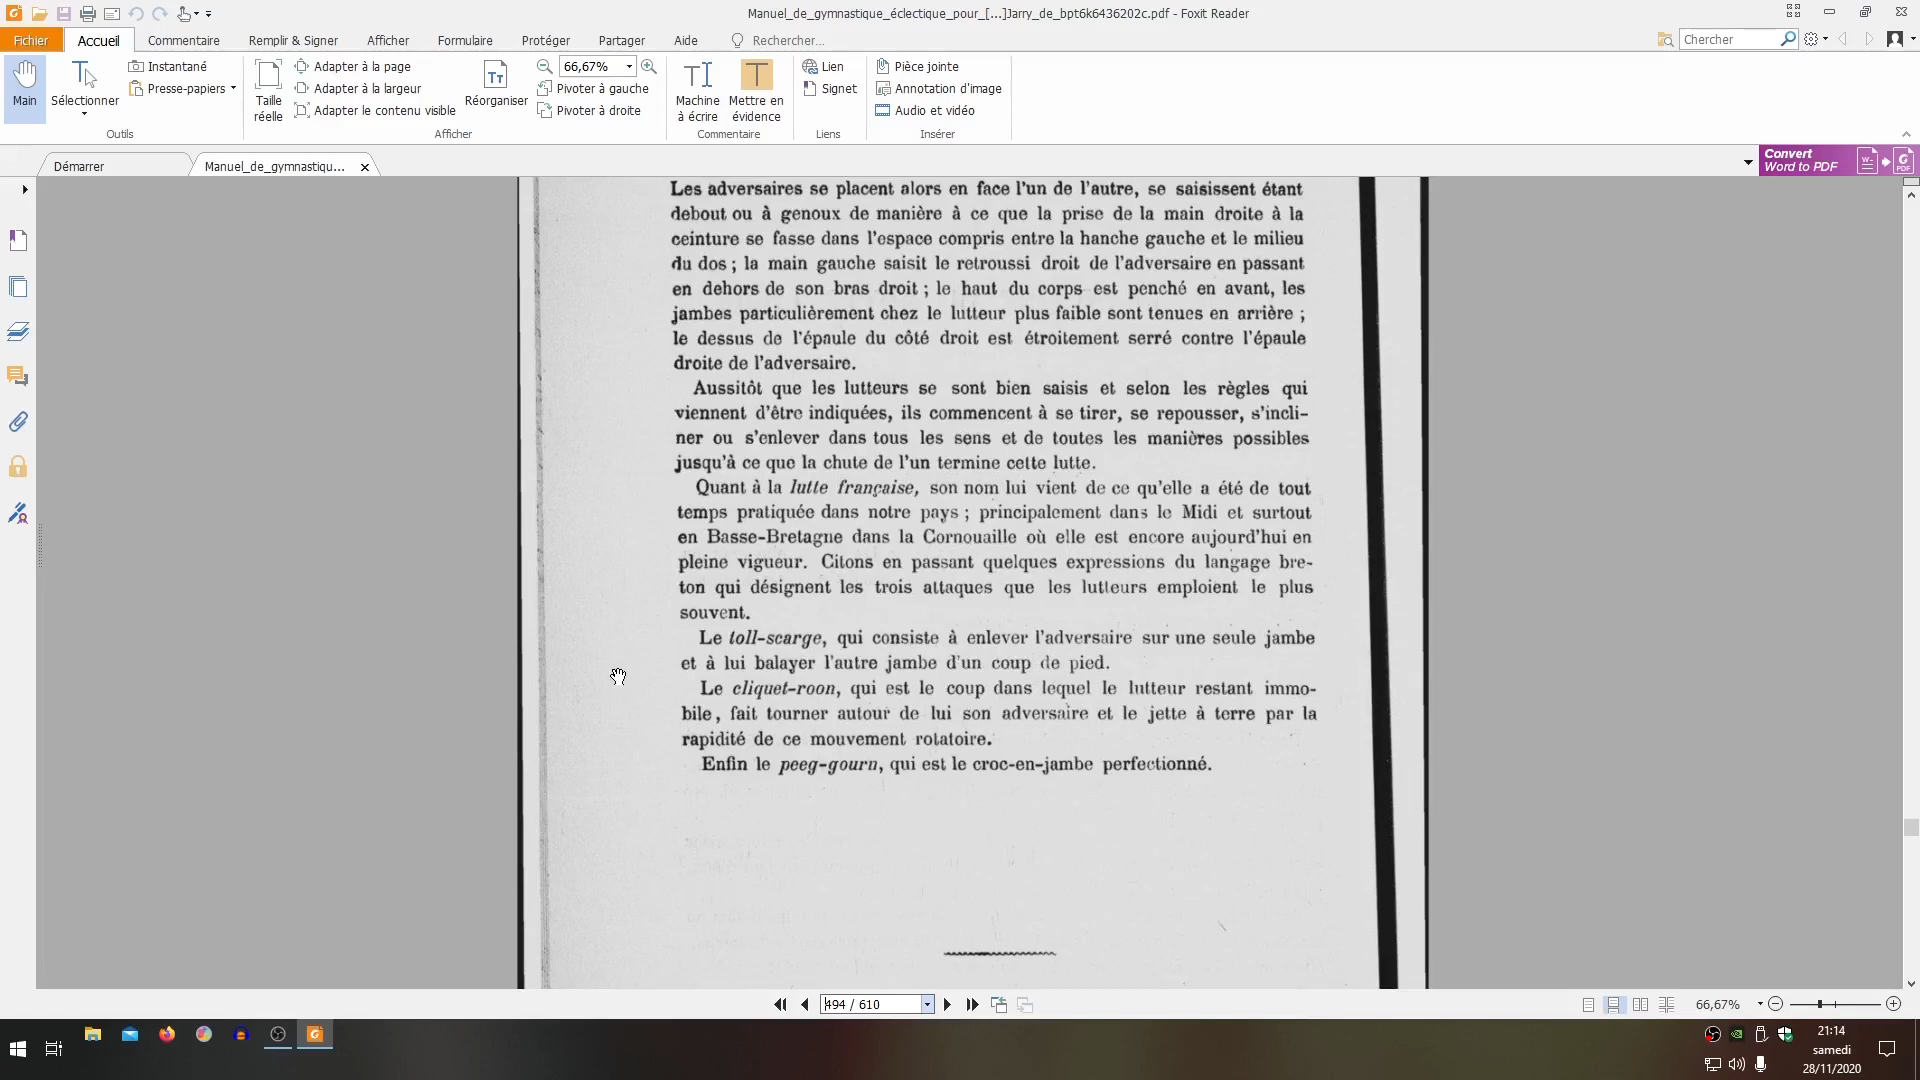 Manuel_de_gymnastique_éclectique_pour_[...]Jarry_de_bpt6k6436202c.pdf - Foxit Reader
Fichier Accueil Commentaire Remplir & Signer Afficher Formulaire Protéger Partager Aide Rechercher... Chercher
Main
Sélectionner
Instantané
Presse-papiers
Outils
Taille
réelle
Adapter à la page
Adapter à la largeur
Adapter le contenu visible
Réorganiser
66,67%
Pivoter à gauche
Pivoter à droite
Afficher
Machine
à écrire
Mettre en
évidence
Commentaire
Lien
Signet
Liens
Pièce jointe
Annotation d'image
Audio et vidéo
Insérer
Démarrer
Manuel_de_gymnastiqu...
Convert
Word to PDF
Les adversaires se placent alors en face l'un de l'autre, se saisissent étant
debout ou à genoux de manière à ce que la prise de la main droite à la
ceinture se fasse dans l'espace compris entre la hanche gauche et le milieu
du dos ; la main gauche saisit le retroussi droit de l'adversaire en passant
en dehors de son bras droit ; le haut du corps est penché en avant, les
jambes particulièrement chez le lutteur plus faible sont tenues en arrière ;
le dessus de l'épaule du côté droit est étroitement serré contre l'épaule
droite de l'adversaire.
Aussitôt que les lutteurs se sont bien saisis et selon les règles qui
viennent d'être indiquées, ils commencent à se tirer, se repousser, s'incli-
ner ou s'enlever dans tous les sens et de toutes les manières possibles
jusqu'à ce que la chute de l'un termine cette lutte.
Quant à la lutte française, son nom lui vient de ce qu'elle a été de tout
temps pratiquée dans notre pays ; principalement dans le Midi et surtout
en Basse-Bretagne dans la Cornouaille où elle est encore aujourd'hui en
pleine vigueur. Citons en passant quelques expressions du langage bre-
ton qui désignent les trois attaques que les lutteurs emploient le plus
souvent.
Le toll-scarge, qui consiste à enlever l'adversaire sur une seule jambe
et à lui balayer l'autre jambe d'un coup de pied.
Le cliquet-roon, qui est le coup dans lequel le lutteur restant immo-
bile, fait tourner autour de lui son adversaire et le jette à terre par la
rapidité de ce mouvement rotatoire.
Enfin le peeg-gourn, qui est le croc-en-jambe perfectionné.
494 / 610
66,67%
21:14
samedi
28/11/2020